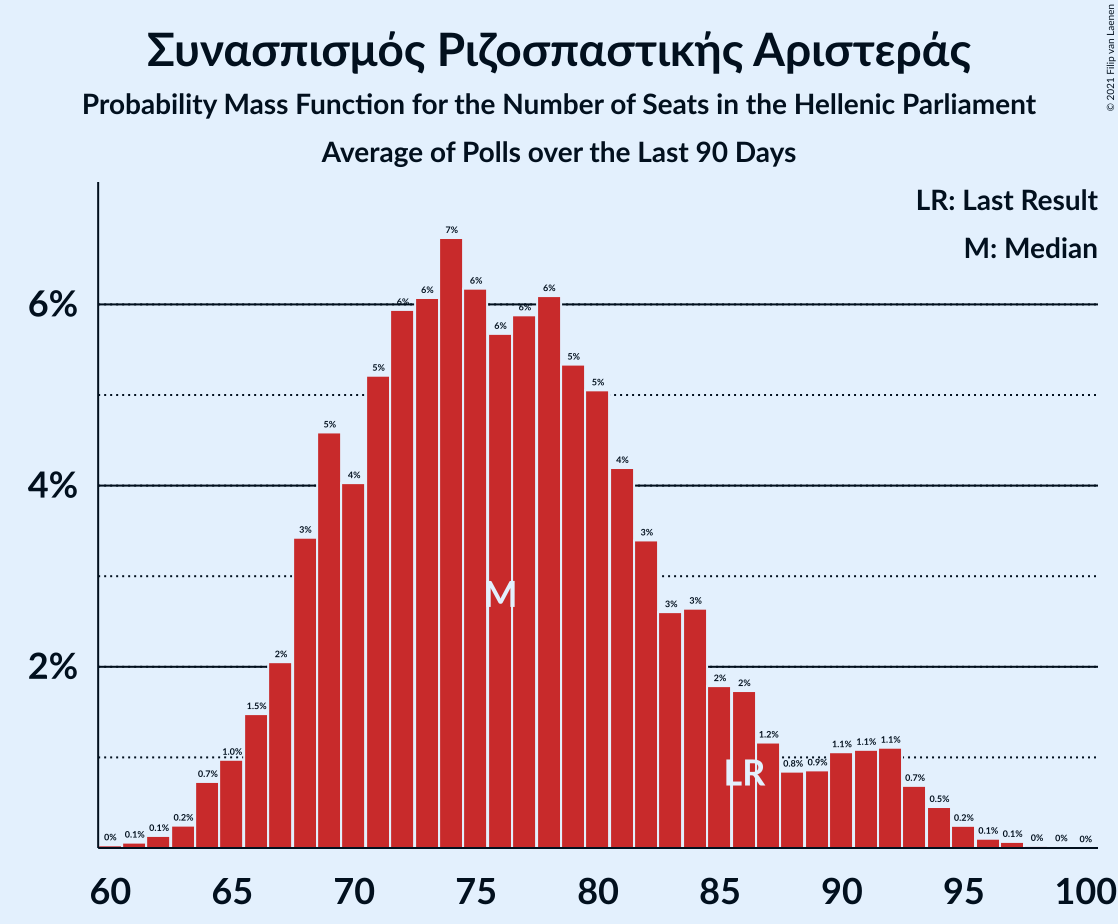 Συνασπισμός Ριζοσπαστικής Αριστεράς
Probability Mass Function for the Number of Seats in the Hellenic Parliament
Average of Polls over the Last 90 Days
© 2021 Filip van Laenen
LR: Last Result
M: Median
6%
4%
2%
0% 0.1% 0.1% 0.2% 0.7% 1.0% 1.5% 2% 3% 5% 4% 5% 6% 6% 7% 6% 6% 6% 6% 5% 5% 4% 3% 3% 3% 2% 2% 1.2% 0.8% 0.9% 1.1% 1.1% 1.1% 0.7% 0.5% 0.2% 0.1% 0.1% 0% 0% 0%
M
LR
60 65 70 75 80 85 90 95 100